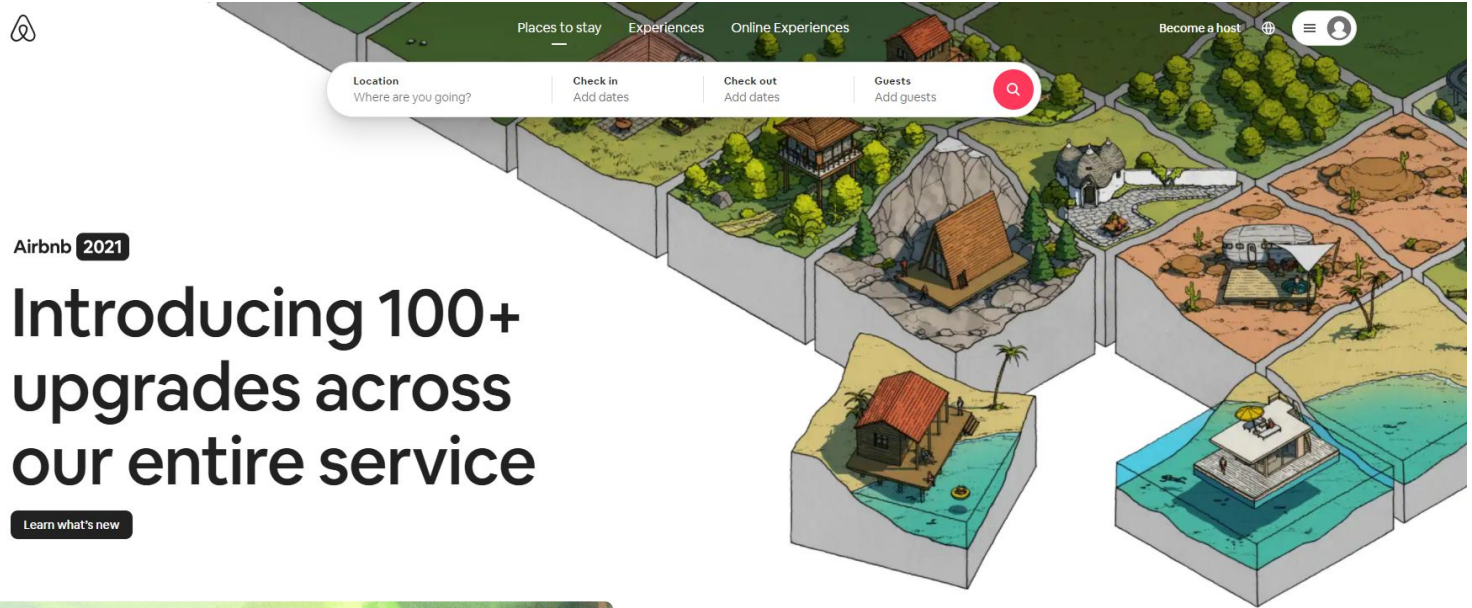 Places to stay Experiences Online Experiences Become a host
Location Check in Check out Guests
Where are you going? Add dates Add dates Add guests
Airbnb 2021
Introducing 100+
upgrades across
our entire service
Learn what's new